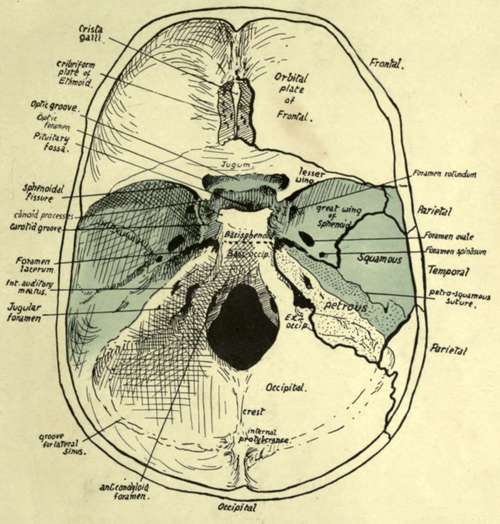 Crista
galli.
cribriform
plate of
Ethmoid.
Optic groove.
Optic
foramen
Pituitary
fossa.
Sphenoidal
fissure
clinoid processes
carotid groove
Foramen
lacerum
Int. auditory
meatus.
Jugular
foramen
groove
for lateral
sinus.
ant. condyloid
foramen.
Frontal.
Orbital
plate
of
Frontal.
Jugum
lesser
wing
great wing
of
sphenoid
Basisphenoid
Basi occip.
Foramen rotundum
Parietal
Foramen ovale
Foramen spinosum
Squamous
Temporal
petro-squamous
suture.
petrous
Ex.
occip.
Parietal
Occipital.
crest
internal
protuberance.
Occipital